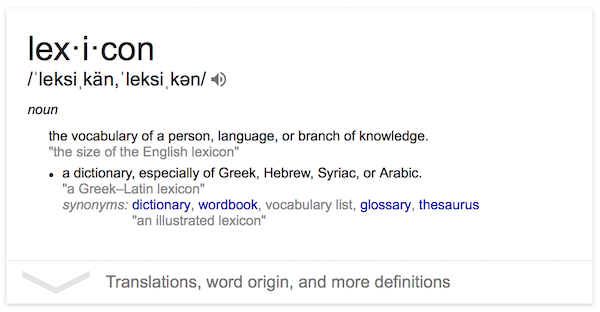 lex·i·con
/ˈleksiˌkän,ˈleksiˌkən/
noun
the vocabulary of a person, language, or branch of knowledge.
"the size of the English lexicon"
• a dictionary, especially of Greek, Hebrew, Syriac, or Arabic.
"a Greek–Latin lexicon"
synonyms: dictionary, wordbook, vocabulary list, glossary, thesaurus
"an illustrated lexicon"
Translations, word origin, and more definitions